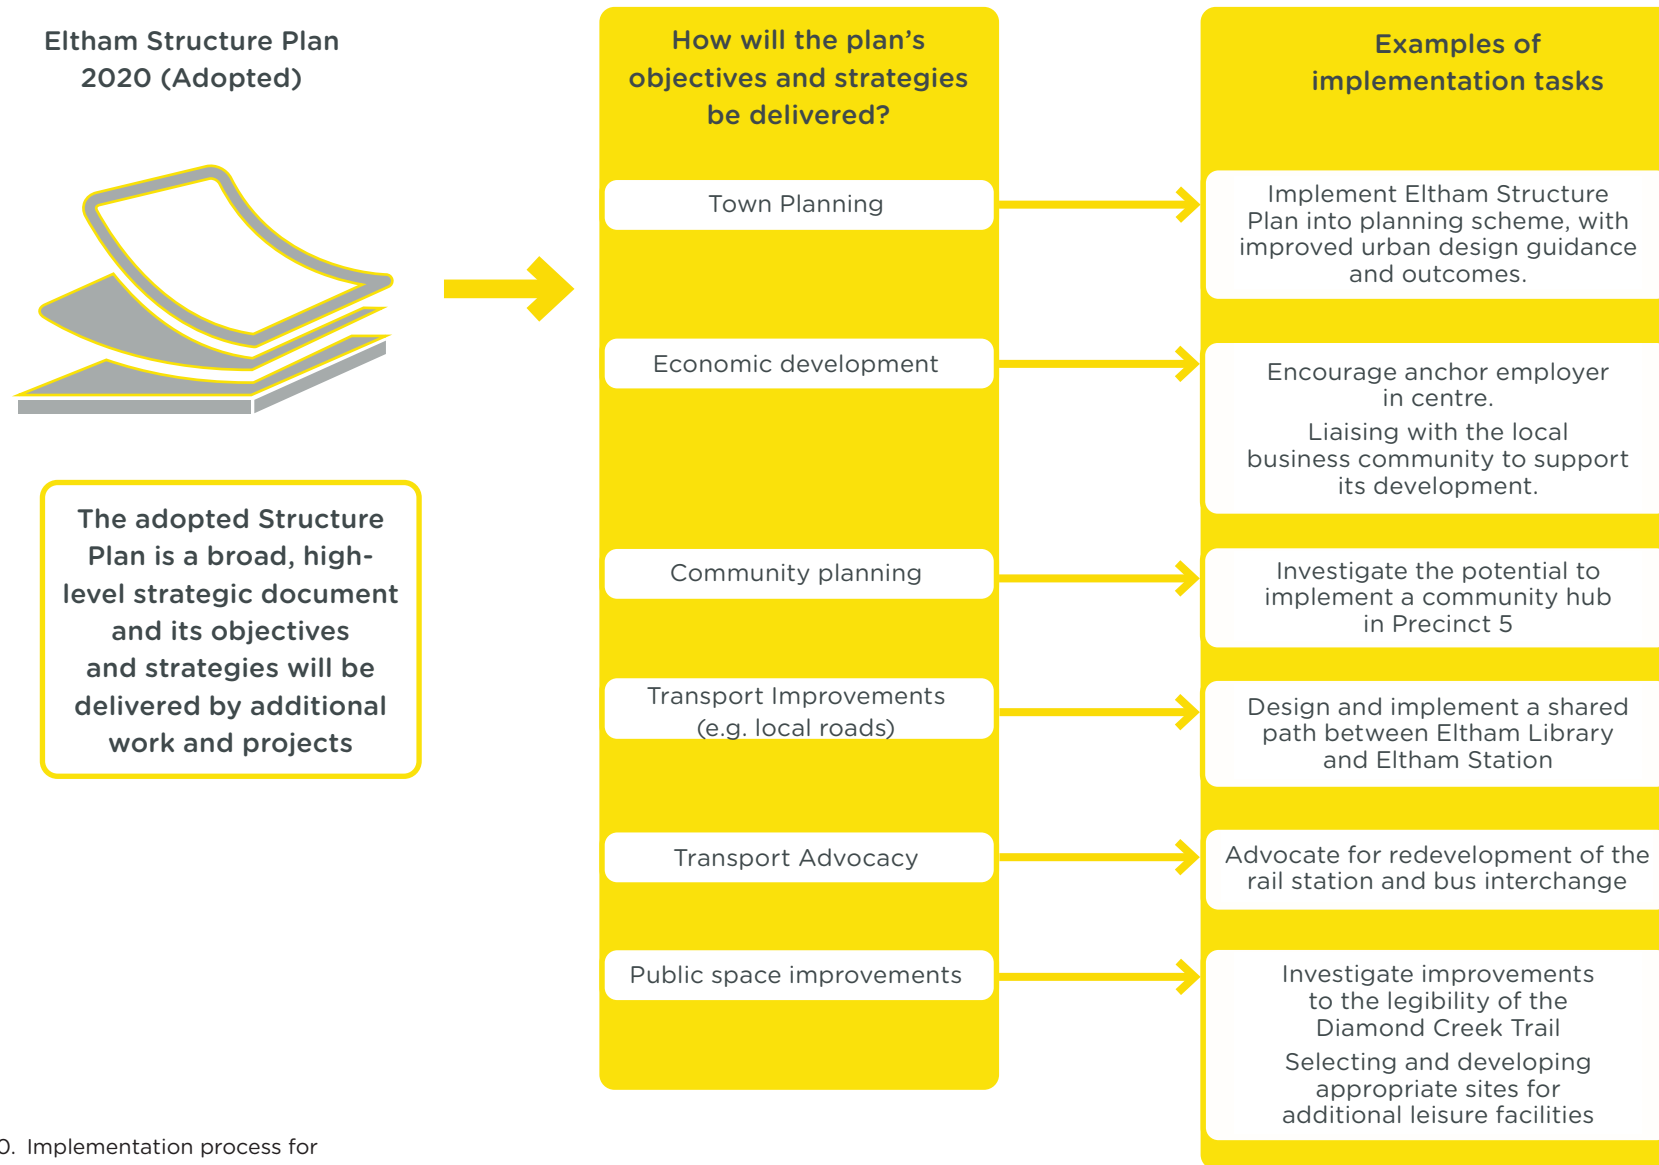 Eltham Structure Plan
2020 (Adopted)
The adopted Structure
Plan is a broad, high-
level strategic document
and its objectives
and strategies will be
delivered by additional
work and projects
How will the plan's
objectives and strategies
be delivered?
Town Planning
Economic development
Community planning
Transport Improvements
(e.g. local roads)
Transport Advocacy
Public space improvements
Examples of
implementation tasks
Implement Eltham Structure
Plan into planning scheme, with
improved urban design guidance
and outcomes.
Encourage anchor employer
in centre.
Liaising with the local
business community to support
its development.
Investigate the potential to
implement a community hub
in Precinct 5
Design and implement a shared
path between Eltham Library
and Eltham Station
Advocate for redevelopment of the
rail station and bus interchange
Investigate improvements
to the legibility of the
Diamond Creek Trail
Selecting and developing
appropriate sites for
additional leisure facilities
0. Implementation process for